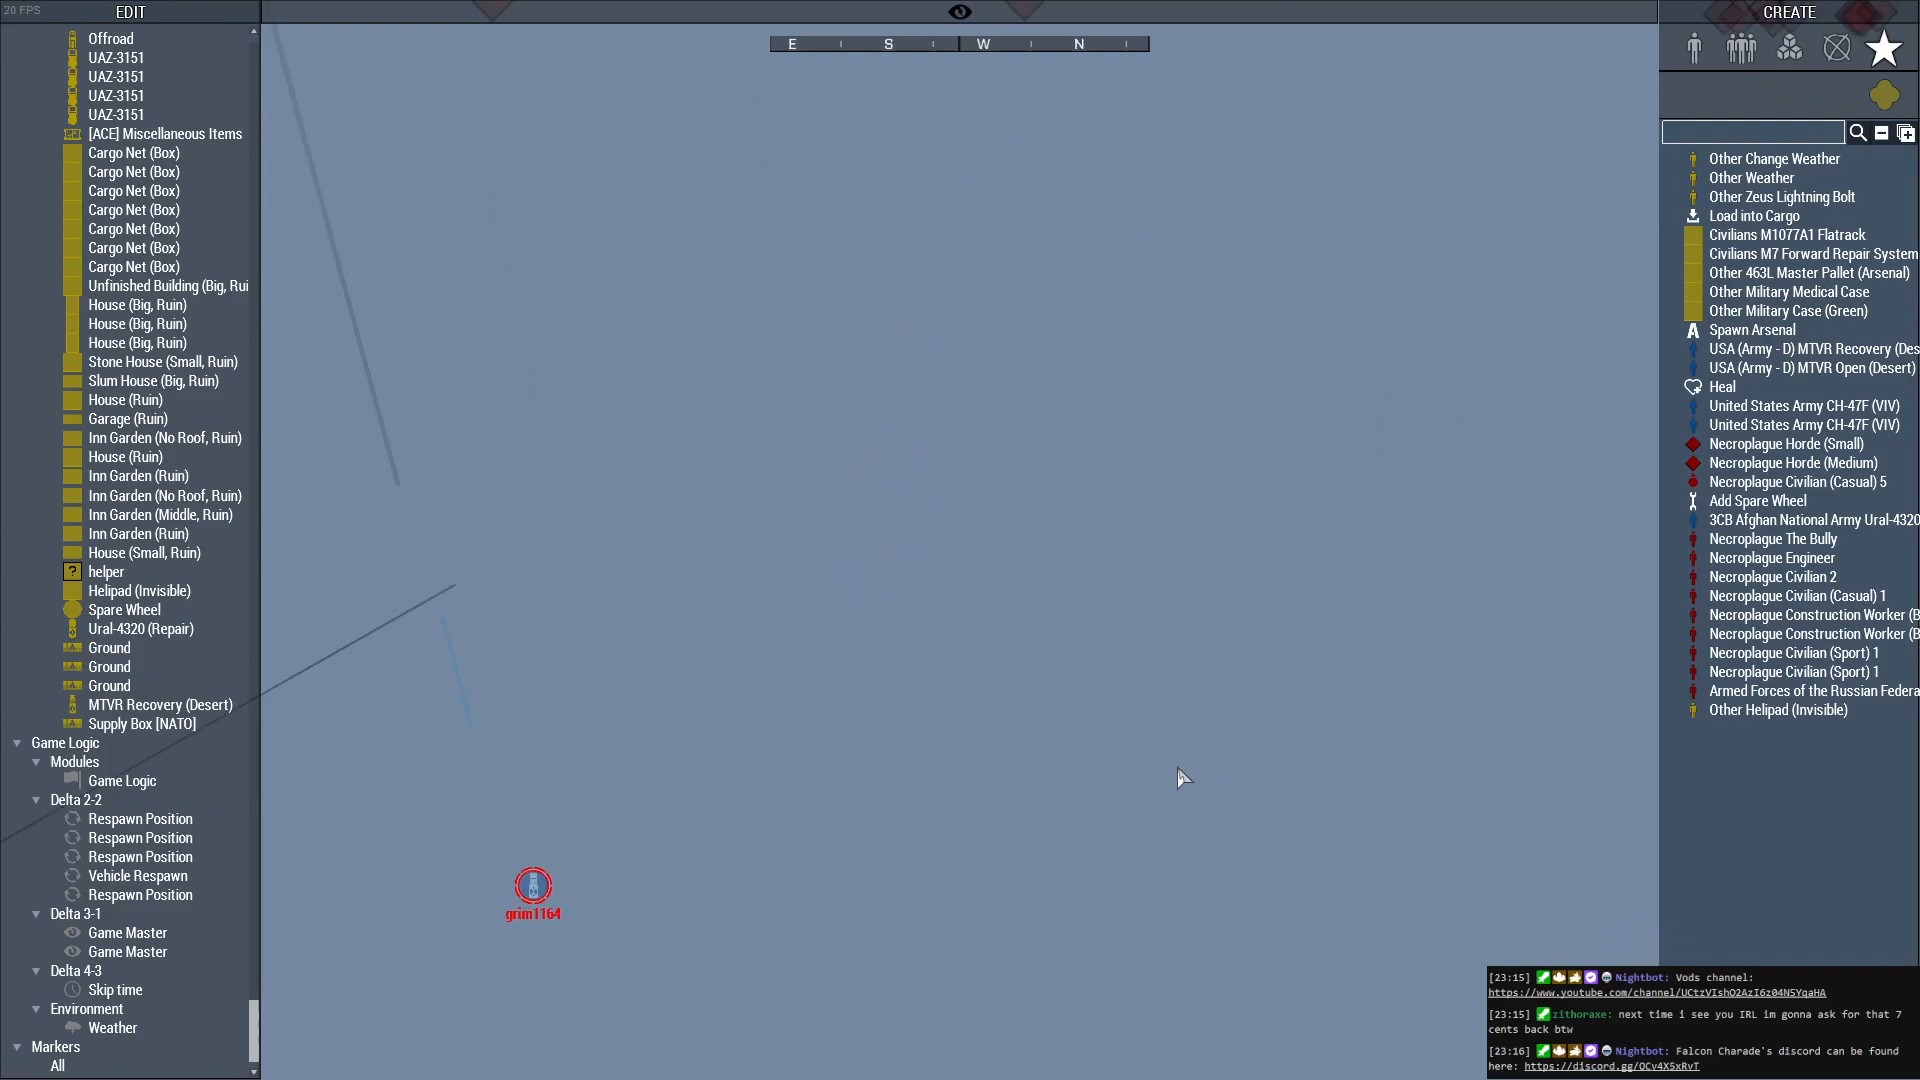 20 FPS
EDIT
Offroad
UAZ-3151
UAZ-3151
UAZ-3151
UAZ-3151
[ACE] Miscellaneous Items
Cargo Net (Box)
Cargo Net (Box)
Cargo Net (Box)
Cargo Net (Box)
Cargo Net (Box)
Cargo Net (Box)
Cargo Net (Box)
Unfinished Building (Big, Rui
House (Big, Ruin)
House (Big, Ruin)
House (Big, Ruin)
Stone House (Small, Ruin)
Slum House (Big, Ruin)
House (Ruin)
Garage (Ruin)
Inn Garden (No Roof, Ruin)
House (Ruin)
Inn Garden (Ruin)
Inn Garden (No Roof, Ruin)
Inn Garden (Middle, Ruin)
Inn Garden (Ruin)
House (Small, Ruin)
? helper
Helipad (Invisible)
Spare Wheel
Ural-4320 (Repair)
Ground
Ground
Ground
MTVR Recovery (Desert)
Supply Box [NATO]
Game Logic
Modules
Game Logic
Delta 2-2
Respawn Position
Respawn Position
Respawn Position
Vehicle Respawn
Respawn Position
Delta 3-1
Game Master
Game Master
Delta 4-3
Skip time
Environment
Weather
Markers
All
E S W N
grim1164
CREATE
Other Change Weather
Other Weather
Other Zeus Lightning Bolt
Load into Cargo
Civilians M1077A1 Flatrack
Civilians M7 Forward Repair System
Other 463L Master Pallet (Arsenal)
Other Military Medical Case
Other Military Case (Green)
A Spawn Arsenal
USA (Army - D) MTVR Recovery (Des
USA (Army - D) MTVR Open (Desert)
Heal
United States Army CH-47F (VIV)
United States Army CH-47F (VIV)
Necroplague Horde (Small)
Necroplague Horde (Medium)
Necroplague Civilian (Casual) 5
Add Spare Wheel
3CB Afghan National Army Ural-4320
Necroplague The Bully
Necroplague Engineer
Necroplague Civilian 2
Necroplague Civilian (Casual) 1
Necroplague Construction Worker (B
Necroplague Construction Worker (B
Necroplague Civilian (Sport) 1
Necroplague Civilian (Sport) 1
Armed Forces of the Russian Federa
Other Helipad (Invisible)
[23:15] Nightbot: Vods channel:
https://www.youtube.com/channel/UCtzVIshO2AzI6z04N5YqaHA
[23:15] zithoraxe: next time i see you IRL im gonna ask for that 7
cents back btw
[23:16] Nightbot: Falcon Charade's discord can be found
here: https://discord.gg/QCv4X5xRvT